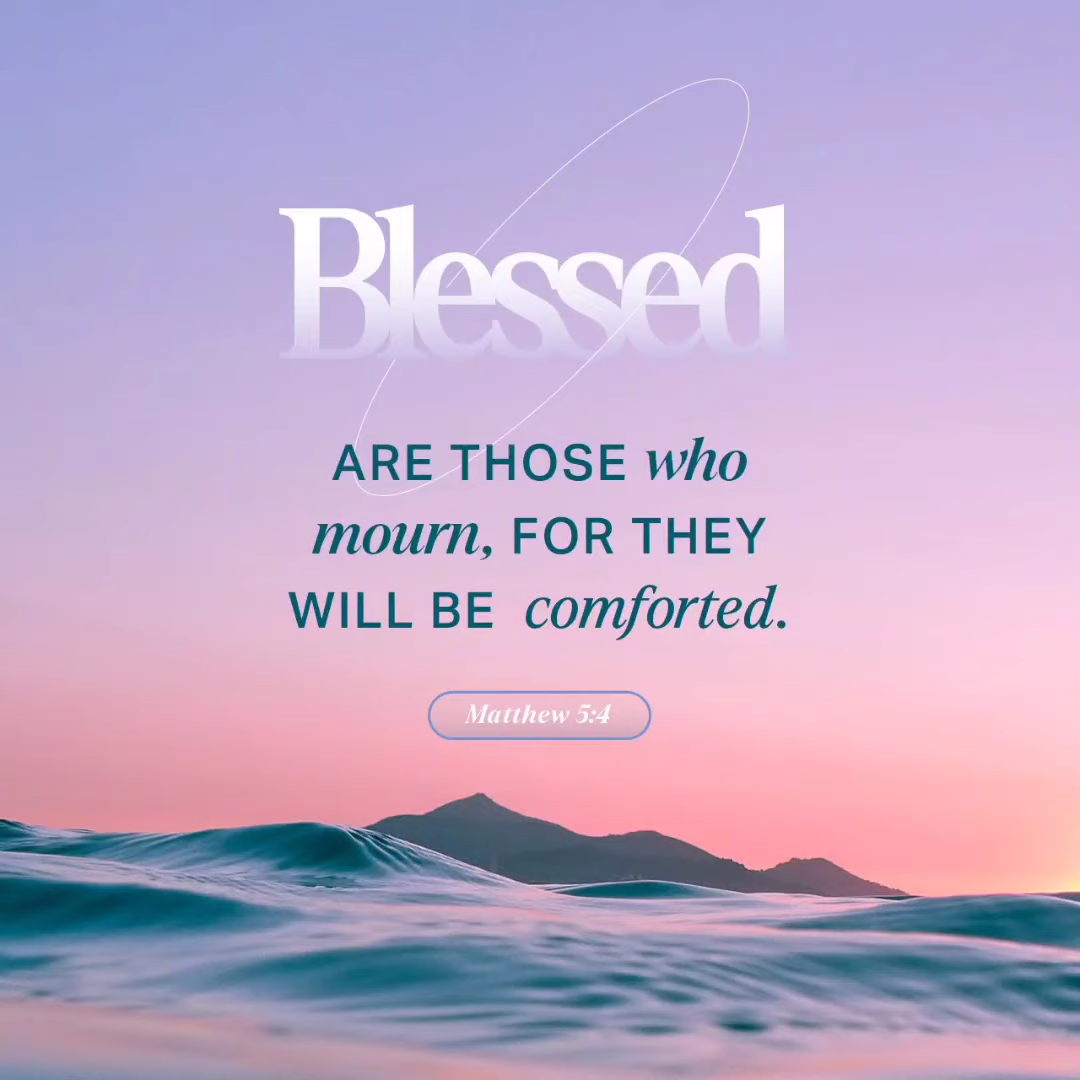 Blessed
ARE THOSE who
mourn, FOR THEY
WILL BE comforted.
Matthew 5:4